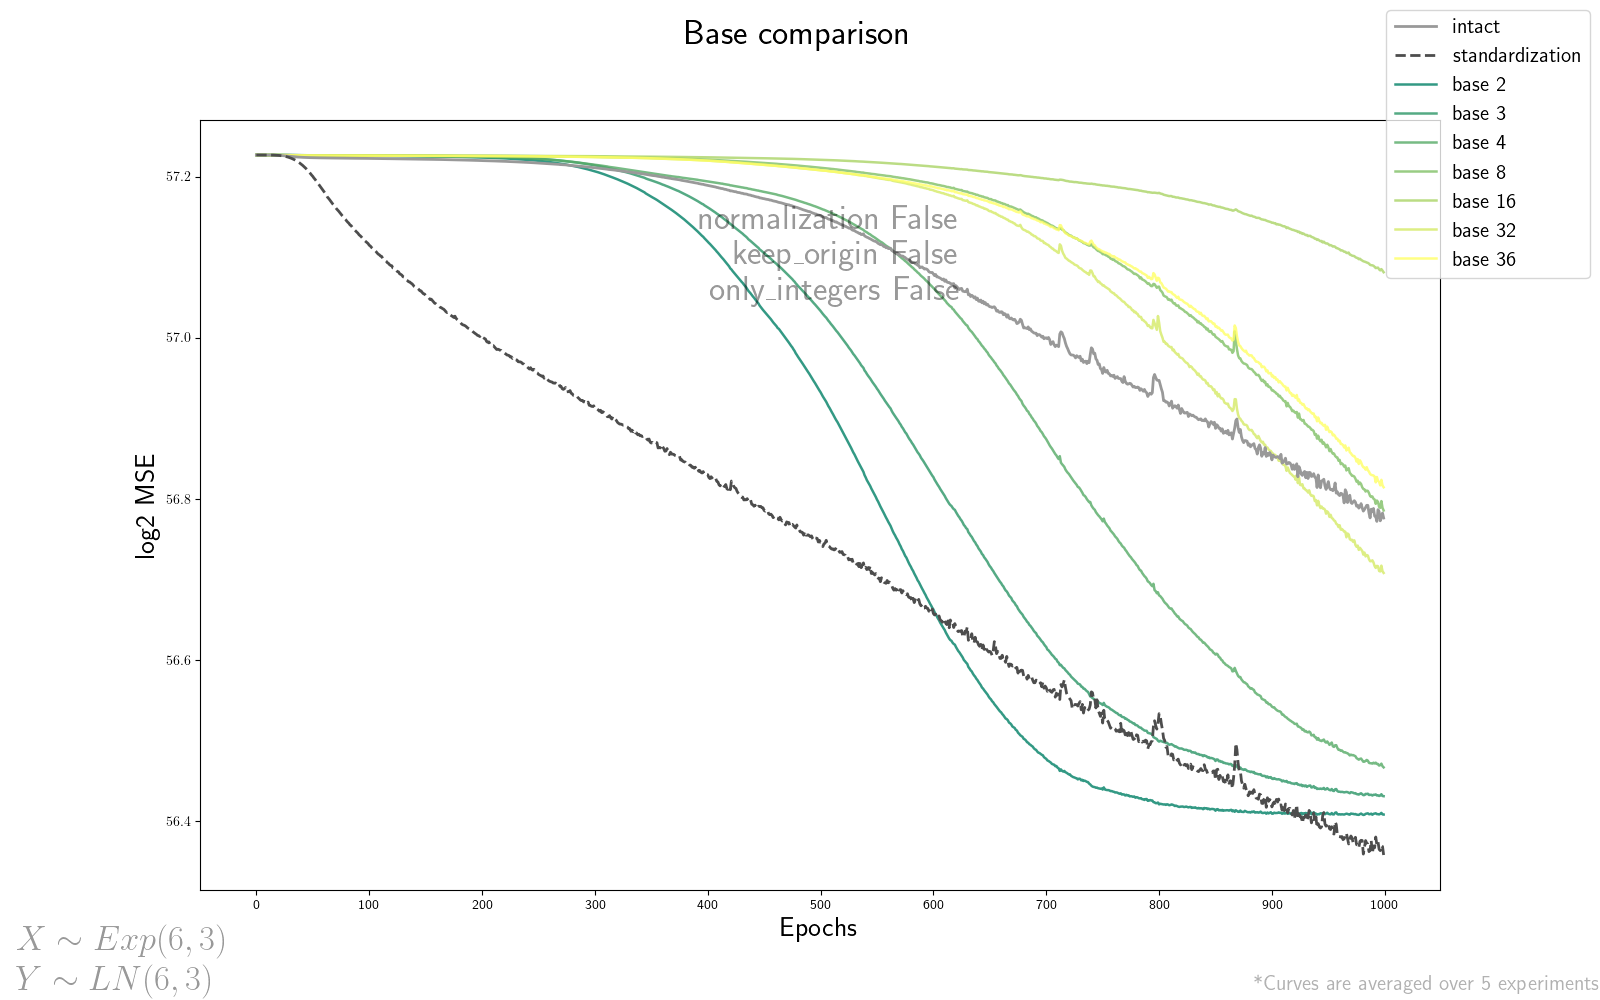 Base comparison
intact
standardization
base 2
base 3
base 4
base 8
base 16
base 32
base 36
57.2
57.0
56.8
56.6
56.4
log2 MSE
normalization False
keep_origin False
only_integers False
0 100 200 300 400 500 600 700 800 900 1000
Epochs
X ∼ Exp(6, 3)
Y ∼ LN(6, 3)
*Curves are averaged over 5 experiments